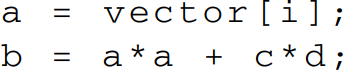 a = vector[i];
b = a*a + c*d;